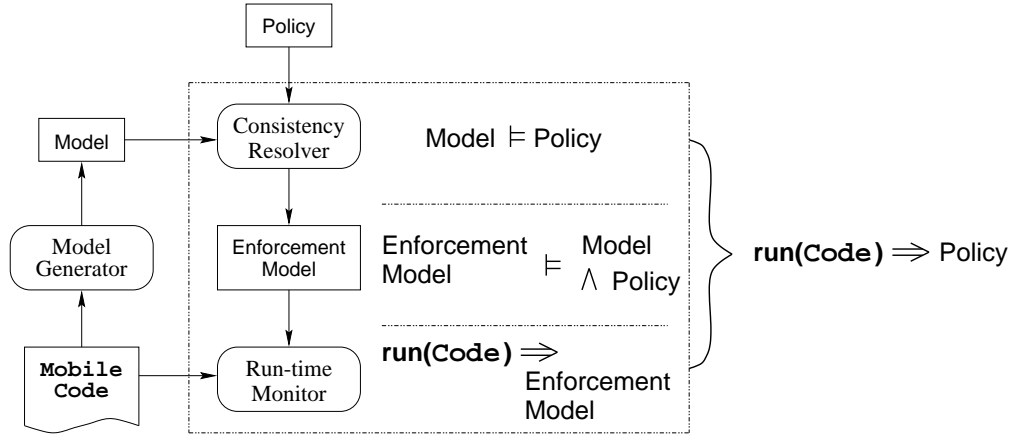 Policy
Consistency
Resolver
Model ⊨ Policy
Model
Model
Generator
Enforcement
Model
Enforcement
Model
⊨
Model
∧ Policy
run(Code) ⟹ Policy
Mobile
Code
Run-time
Monitor
run(Code) ⟹
Enforcement
Model